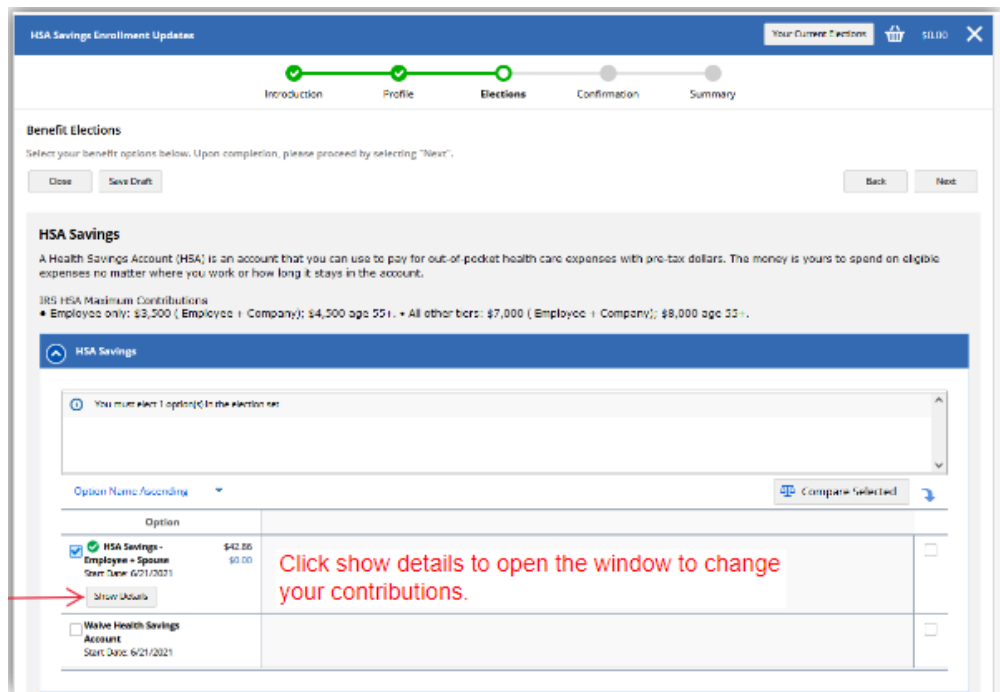 HSA Savings Enrollment Updates
Your Current Elections
$0.00
Introduction
Profile
Elections
Confirmation
Summary
Benefit Elections
Select your benefit options below. Upon completion, please proceed by selecting "Next".
Close
Save Draft
Back
Next
HSA Savings
A Health Savings Account (HSA) is an account that you can use to pay for out-of-pocket health care expenses with pre-tax dollars. The money is yours to spend on eligible
expenses no matter where you work or how long it stays in the account.
IRS HSA Maximum Contributions
• Employee only: $3,500 ( Employee + Company); $4,500 age 55+. • All other tiers: $7,000 ( Employee + Company); $8,000 age 55+.
HSA Savings
You must elect 1 option(s) in the election set
Option Name Ascending
Compare Selected
Option
HSA Savings - $42.86
Employee + Spouse $0.00
Start Date: 6/21/2021
Show Details
Click show details to open the window to change
your contributions.
Waive Health Savings
Account
Start Date: 6/21/2021